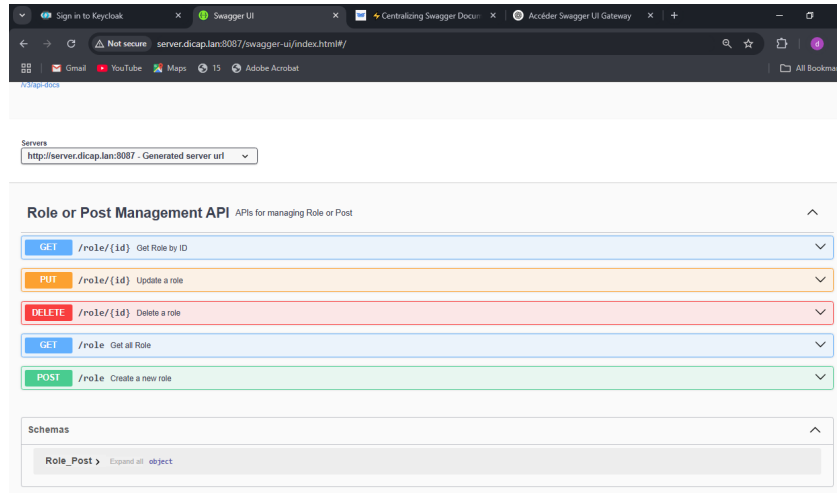 Sign in to Keycloak
Swagger UI
Centralizing Swagger Docun
Accéder Swagger UI Gateway
Not secure server.dicap.lan:8087/swagger-ui/index.html#/
d
Gmail YouTube Maps 15 Adobe Acrobat All Bookma
/v3/api-docs
Servers
http://server.dicap.lan:8087 - Generated server url
Role or Post Management API APIs for managing Role or Post
GET /role/{id} Get Role by ID
PUT /role/{id} Update a role
DELETE /role/{id} Delete a role
GET /role Get all Role
POST /role Create a new role
Schemas
Role_Post Expand all object